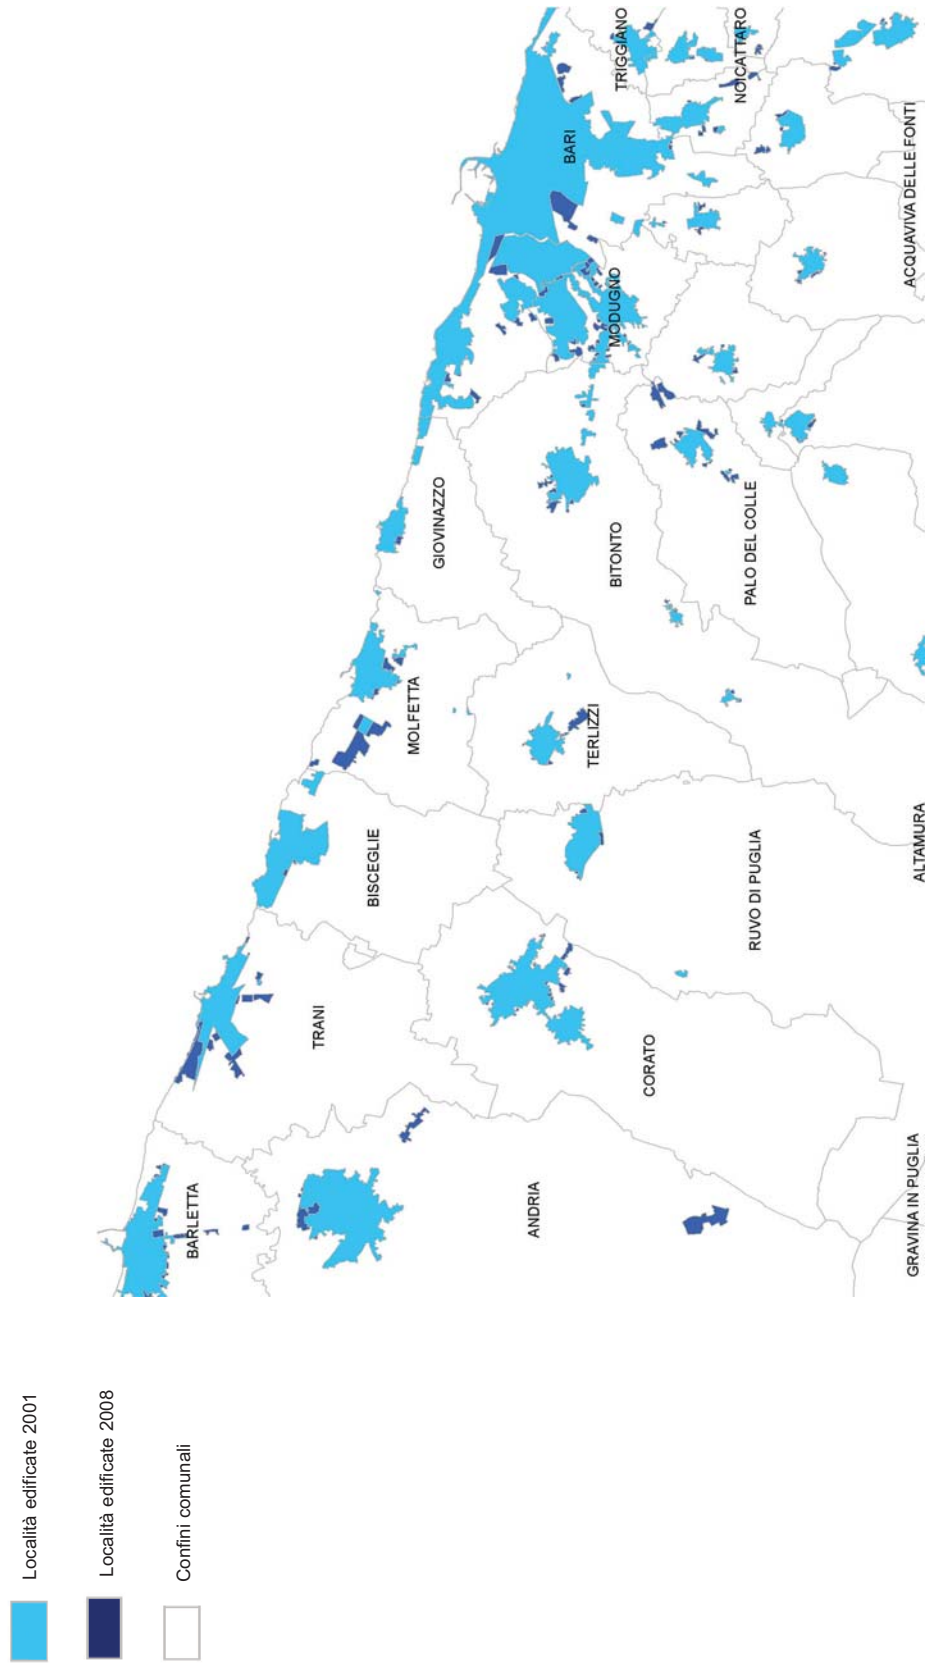 Località edificate 2001
Località edificate 2008
Confini comunali
BARLETTA
TRANI
ANDRIA
BISCEGLIE
MOLFETTA
GIOVINAZZO
CORATO
TERLIZZI
BITONTO
MODUGNO
BARI
TRIGGIANO
RUVO DI PUGLIA
PALO DEL COLLE
NOICATTARO
GRAVINA IN PUGLIA
ALTAMURA
ACQUAVIVA DELLE FONTI